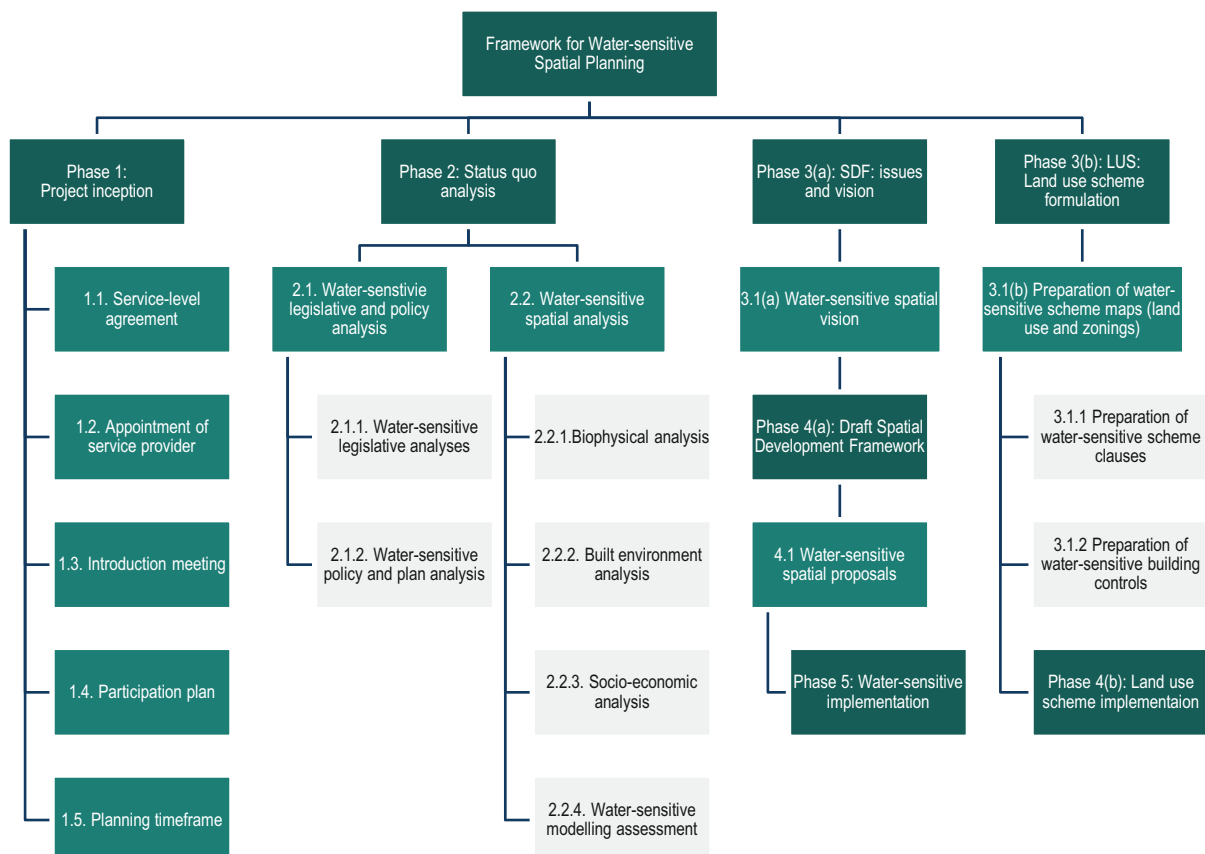 Framework for Water-sensitive
Spatial Planning
Phase 1:
Project inception
1.1. Service-level
agreement
1.2. Appointment of
service provider
1.3. Introduction meeting
1.4. Participation plan
1.5. Planning timeframe
Phase 2: Status quo
analysis
2.1. Water-senstivie
legislative and policy
analysis
2.1.1. Water-sensitive
legislative analyses
2.1.2. Water-sensitive
policy and plan analysis
2.2. Water-sensitive
spatial analysis
2.2.1.Biophysical analysis
2.2.2. Built environment
analysis
2.2.3. Socio-economic
analysis
2.2.4. Water-sensitive
modelling assessment
Phase 3(a): SDF: issues
and vision
3.1(a) Water-sensitive spatial
vision
Phase 4(a): Draft Spatial
Development Framework
4.1 Water-sensitive
spatial proposals
Phase 5: Water-sensitive
implementation
Phase 3(b): LUS:
Land use scheme
formulation
3.1(b) Preparation of water-
sensitive scheme maps (land
use and zonings)
3.1.1 Preparation of
water-sensitive scheme
clauses
3.1.2 Preparation of
water-sensitive building
controls
Phase 4(b): Land use
scheme implementaion